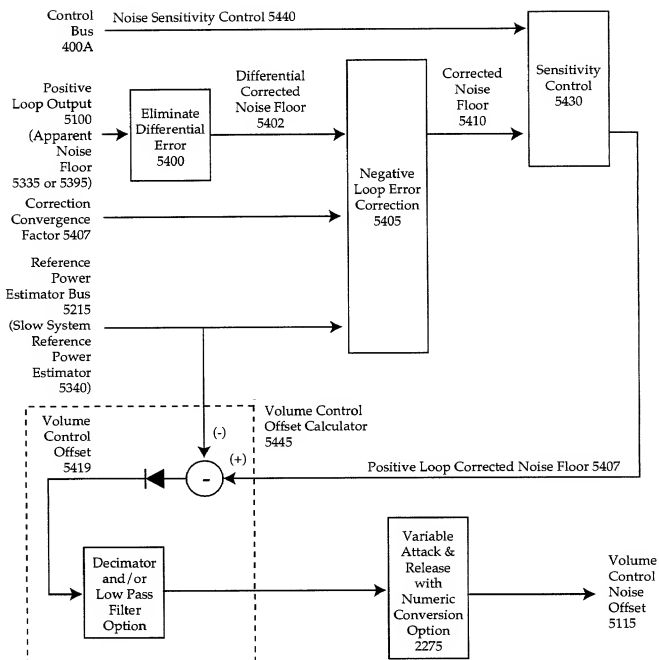 Control
Bus
400A
Noise Sensitivity Control 5440
Sensitivity
Control
5430
Positive
Loop Output
5100
(Apparent
Noise
Floor
5335 or 5395)
Eliminate
Differential
Error
5400
Differential
Corrected
Noise Floor
5402
Negative
Loop Error
Correction
5405
Corrected
Noise
Floor
5410
Correction
Convergence
Factor 5407
Reference
Power
Estimator Bus
5215
(Slow System
Reference
Power
Estimator
5340)
Volume Control
Offset Calculator
5445
Volume
Control
Offset
5419
(-)
(+)
-
Positive Loop Corrected Noise Floor 5407
Decimator
and/or
Low Pass
Filter
Option
Variable
Attack &
Release
with
Numeric
Conversion
Option
2275
Volume
Control
Noise
Offset
5115